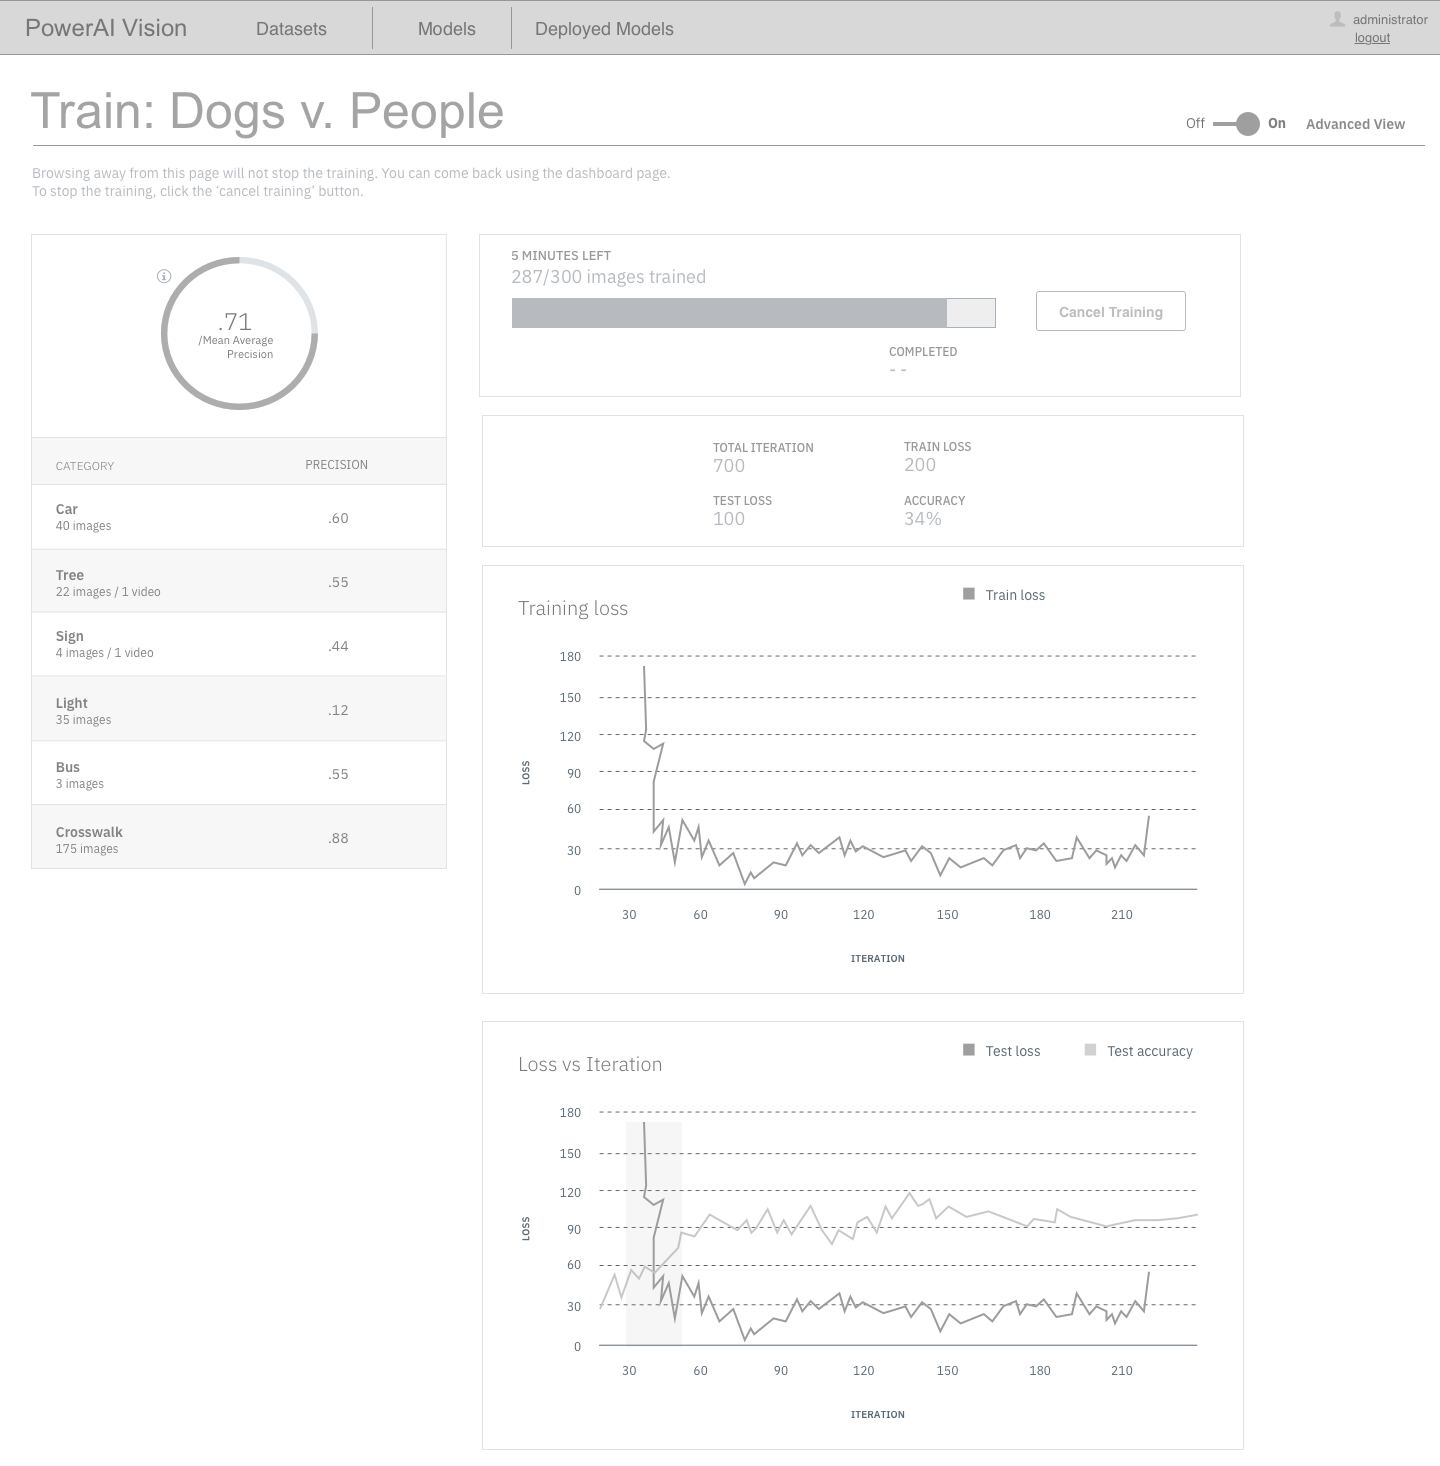 PowerAI Vision
Datasets
Models
Deployed Models
administrator
logout
Train: Dogs v. People
Off
On
Advanced View
Browsing away from this page will not stop the training. You can come back using the dashboard page.
To stop the training, click the ‘cancel training’ button.
.71
/Mean Average
Precision
CATEGORY
PRECISION
Car
40 images
.60
Tree
22 images / 1 video
.55
Sign
4 images / 1 video
.44
Light
35 images
.12
Bus
3 images
.55
Crosswalk
175 images
.88
5 MINUTES LEFT
287/300 images trained
Cancel Training
COMPLETED
- -
TOTAL ITERATION
700
TRAIN LOSS
200
TEST LOSS
100
ACCURACY
34%
Training loss
Train loss
180
150
120
90
60
30
0
LOSS
30 60 90 120 150 180 210
ITERATION
Loss vs Iteration
Test loss
Test accuracy
180
150
120
90
60
30
0
LOSS
30 60 90 120 150 180 210
ITERATION